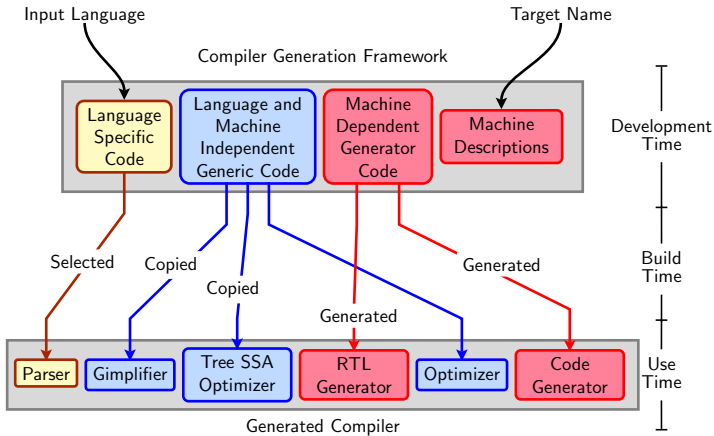 Input Language
Target Name
Compiler Generation Framework
Language
Specific
Code
Language and
Machine
Independent
Generic Code
Machine
Dependent
Generator
Code
Machine
Descriptions
Development
Time
Selected
Copied
Copied
Generated
Generated
Build
Time
Parser
Gimplifier
Tree SSA
Optimizer
RTL
Generator
Optimizer
Code
Generator
Use
Time
Generated Compiler